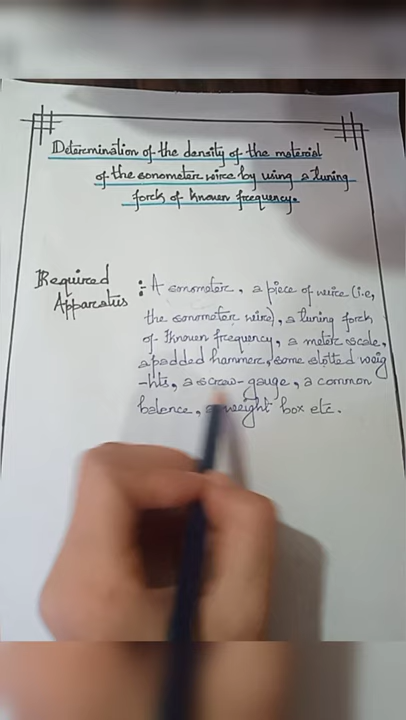 Determination of the density of the material
of the sonometer wire by using a tuning
fork of known frequency.
Required
Apparatus :- A sonometer, a piece of wire (i.e,
the sonometer wire), a tuning fork
of known frequency, a meter scale,
a padded hammer, some slotted weig
-hts, a screw-gauge, a common
balence, a weight box etc.